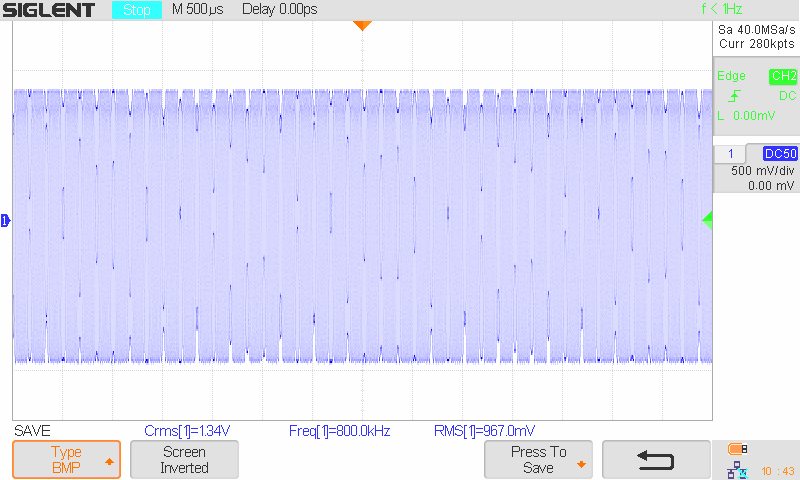 SIGLENT Stop M 500µs Delay 0.00ps f < 1Hz
Sa 40.0MSa/s
Curr 280kpts
Edge CH2
DC
L 0.00mV
1 DC50
500 mV/div
0.00 mV
1
SAVE Crms[1]=1.34V Freq[1]=800.0kHz RMS[1]=967.0mV
Type
BMP
Screen
Inverted
Press To
Save
10:43